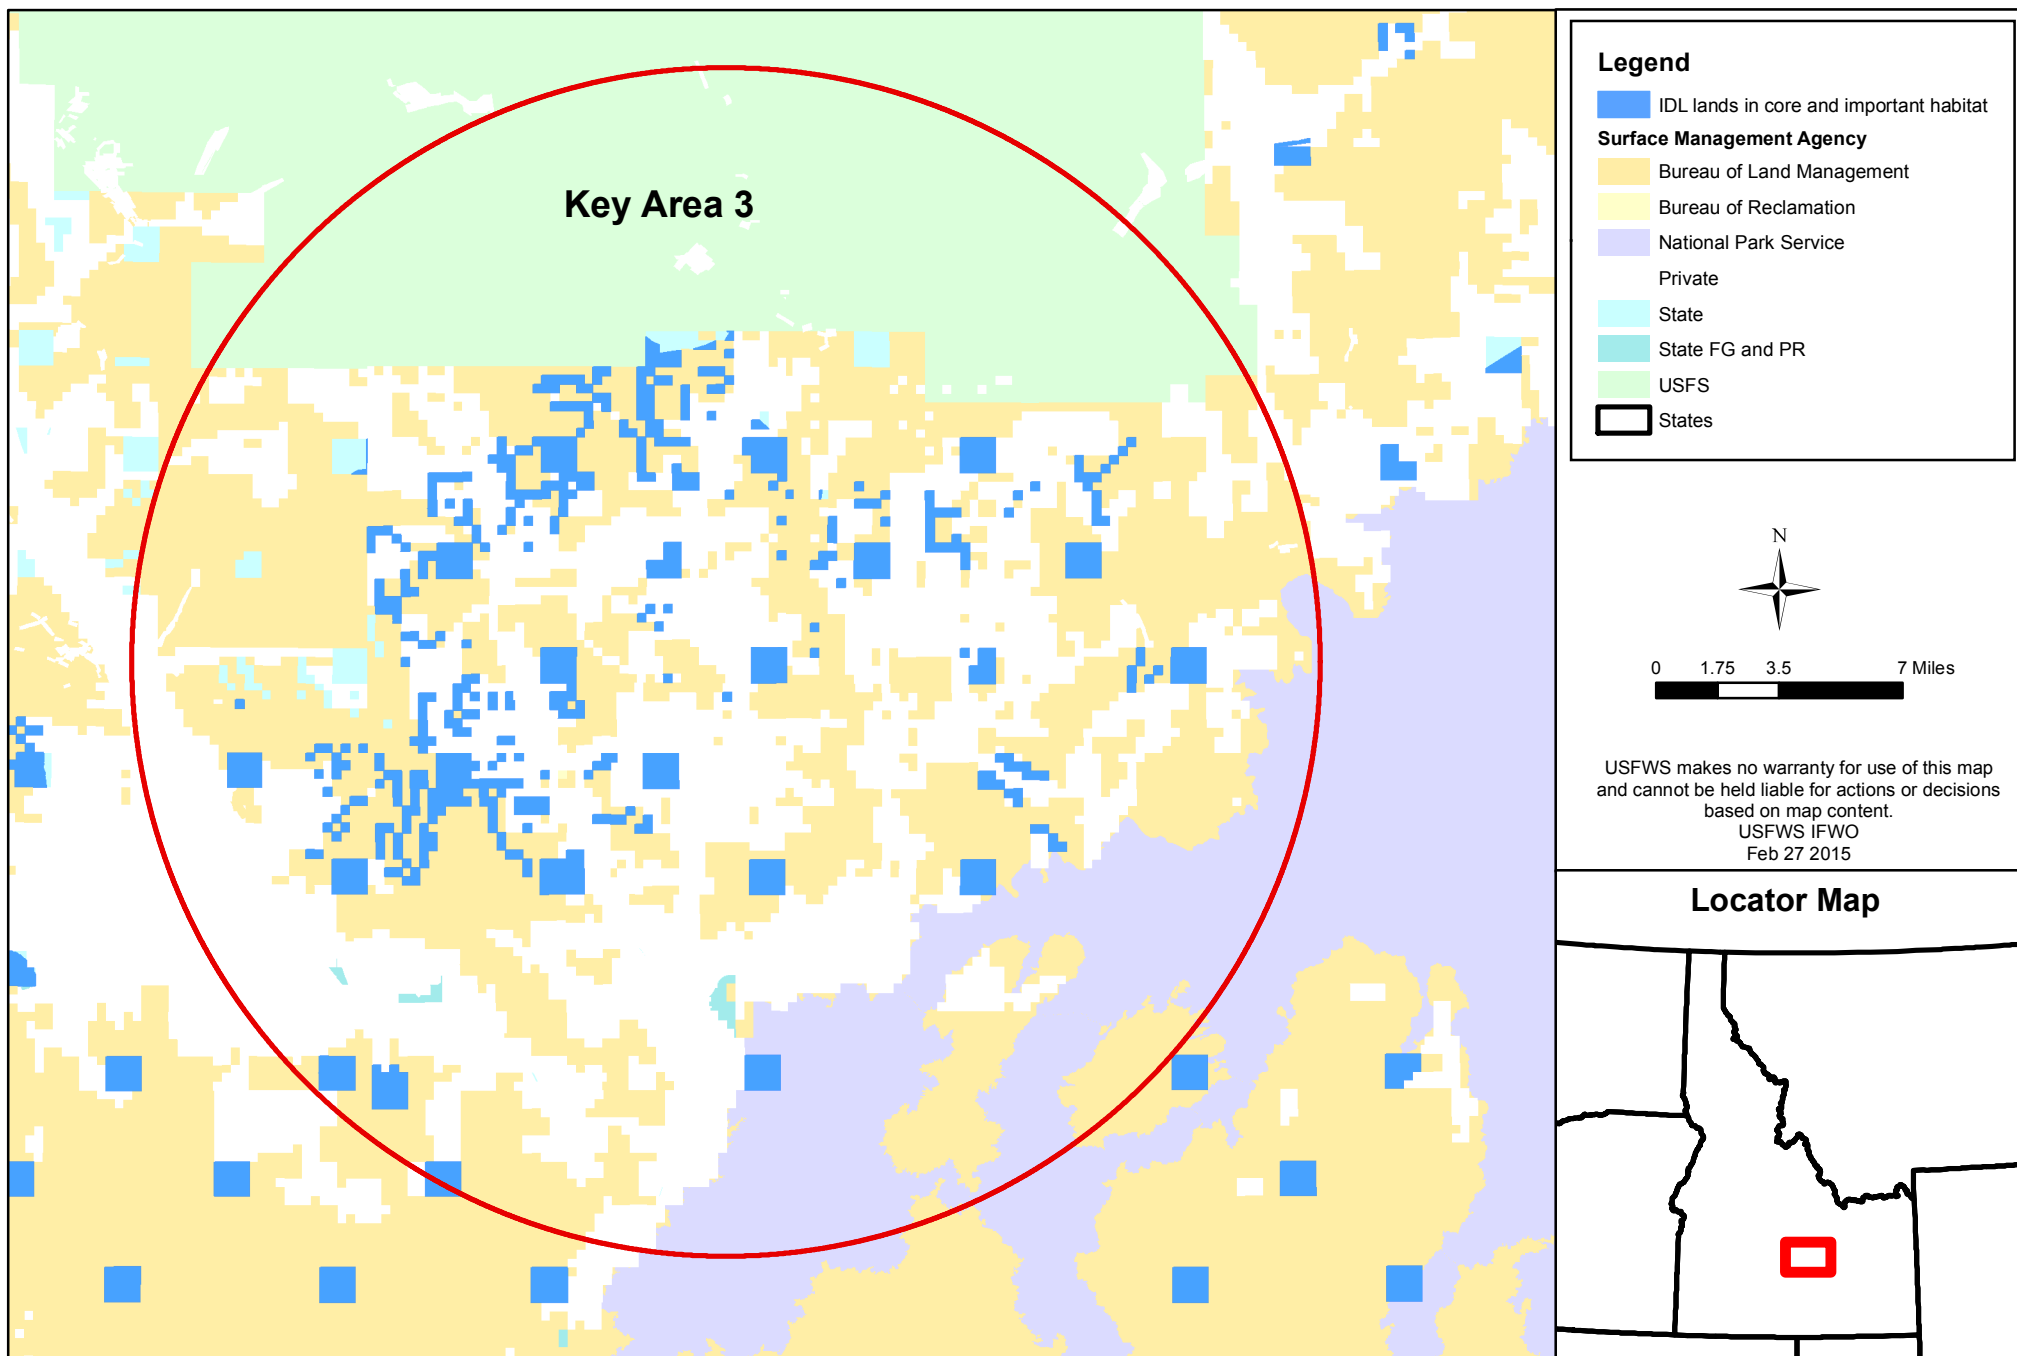 Key Area 3
Legend
IDL lands in core and important habitat
Surface Management Agency
Bureau of Land Management
Bureau of Reclamation
National Park Service
Private
State
State FG and PR
USFS
States
N
0 1.75 3.5 7 Miles
USFWS makes no warranty for use of this map
and cannot be held liable for actions or decisions
based on map content.
USFWS IFWO
Feb 27 2015
Locator Map